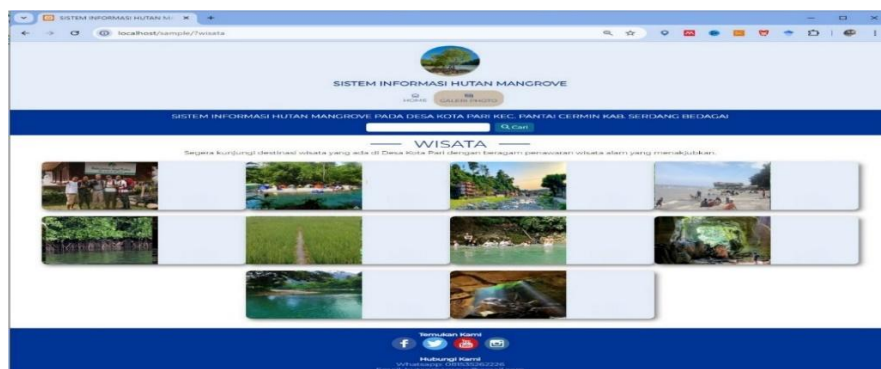 SISTEM INFORMASI HUTAN M
localhost/sample/?wisata
SISTEM INFORMASI HUTAN MANGROVE
HOME GALERI PHOTO
SISTEM INFORMASI HUTAN MANGROVE PADA DESA KOTA PARI KEC. PANTAI CERMIN KAB. SERDANG BEDAGAI
Cari
WISATA
Segera kunjungi destinasi wisata yang ada di Desa Kota Pari dengan beragam penawaran wisata alam yang menakjubkan.
Temukan Kami
Hubungi Kami